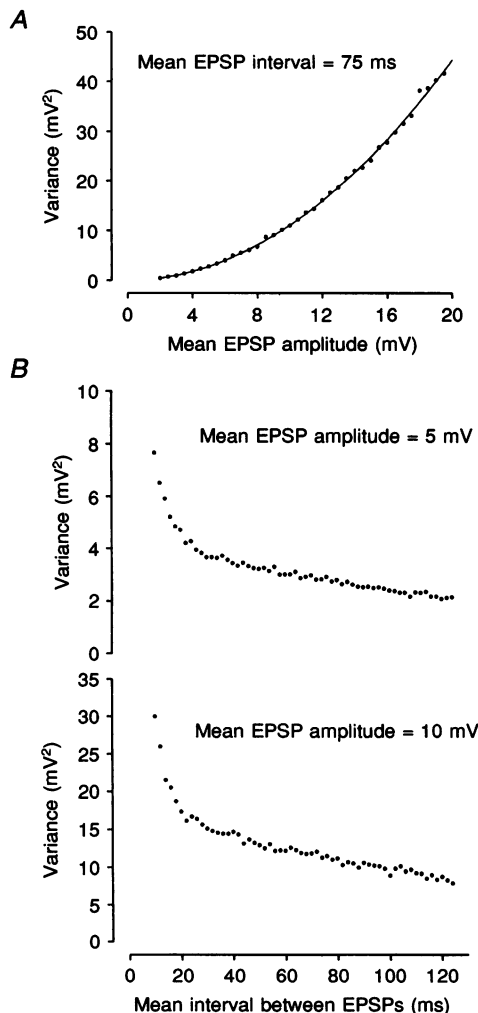 A
50
Mean EPSP interval = 75 ms
40
30
20
10
0
Variance (mV²)
0 4 8 12 16 20
Mean EPSP amplitude (mV)
B
10
Mean EPSP amplitude = 5 mV
8
6
4
2
0
Variance (mV²)
35
30
Mean EPSP amplitude = 10 mV
25
20
15
10
5
0
Variance (mV²)
0 20 40 60 80 100 120
Mean interval between EPSPs (ms)